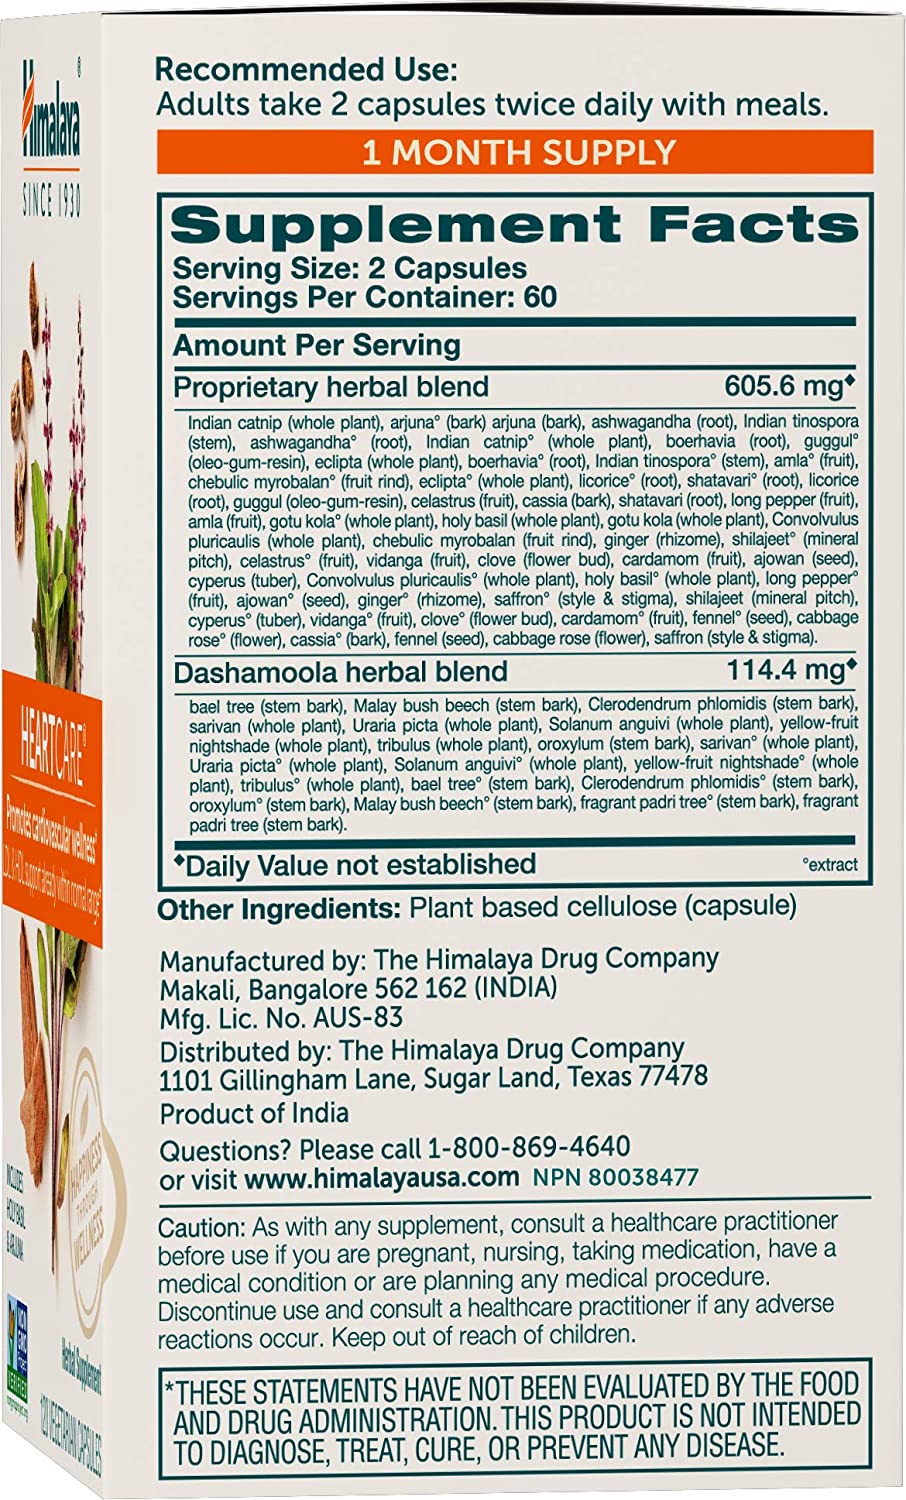 Himalaya®
SINCE 1930
HEARTCARE®
Promotes cardiovascular wellness*
LDL & HDL support already within normal range*
HAPPINESS
THROUGH
WELLNESS
INCLUDES
HOLY BASIL
& ARJUNA
NON
GMO
VERIFIED
Herbal Supplement
120 VEGETARIAN CAPSULES
Recommended Use:
Adults take 2 capsules twice daily with meals.
1 MONTH SUPPLY
Supplement Facts
Serving Size: 2 Capsules
Servings Per Container: 60
Amount Per Serving
Proprietary herbal blend 605.6 mg♦
Indian catnip (whole plant), arjuna° (bark) arjuna (bark), ashwagandha (root), Indian tinospora
(stem), ashwagandha° (root), Indian catnip° (whole plant), boerhavia (root), guggul°
(oleo-gum-resin), eclipta (whole plant), boerhavia° (root), Indian tinospora° (stem), amla° (fruit),
chebulic myrobalan° (fruit rind), eclipta° (whole plant), licorice° (root), shatavari° (root), licorice
(root), guggul (oleo-gum-resin), celastrus (fruit), cassia (bark), shatavari (root), long pepper (fruit),
amla (fruit), gotu kola° (whole plant), holy basil (whole plant), gotu kola (whole plant), Convolvulus
pluricaulis (whole plant), chebulic myrobalan (fruit rind), ginger (rhizome), shilajeet° (mineral
pitch), celastrus° (fruit), vidanga (fruit), clove (flower bud), cardamom (fruit), ajowan (seed),
cyperus (tuber), Convolvulus pluricaulis° (whole plant), holy basil° (whole plant), long pepper°
(fruit), ajowan° (seed), ginger° (rhizome), saffron° (style & stigma), shilajeet (mineral pitch),
cyperus° (tuber), vidanga° (fruit), clove° (flower bud), cardamom° (fruit), fennel° (seed), cabbage
rose° (flower), cassia° (bark), fennel (seed), cabbage rose (flower), saffron (style & stigma).
Dashamoola herbal blend 114.4 mg♦
bael tree (stem bark), Malay bush beech (stem bark), Clerodendrum phlomidis (stem bark),
sarivan (whole plant), Uraria picta (whole plant), Solanum anguivi (whole plant), yellow-fruit
nightshade (whole plant), tribulus (whole plant), oroxylum (stem bark), sarivan° (whole plant),
Uraria picta° (whole plant), Solanum anguivi° (whole plant), yellow-fruit nightshade° (whole
plant), tribulus° (whole plant), bael tree° (stem bark), Clerodendrum phlomidis° (stem bark),
oroxylum° (stem bark), Malay bush beech° (stem bark), fragrant padri tree° (stem bark), fragrant
padri tree (stem bark).
♦Daily Value not established °extract
Other Ingredients: Plant based cellulose (capsule)
Manufactured by: The Himalaya Drug Company
Makali, Bangalore 562 162 (INDIA)
Mfg. Lic. No. AUS-83
Distributed by: The Himalaya Drug Company
1101 Gillingham Lane, Sugar Land, Texas 77478
Product of India
Questions? Please call 1-800-869-4640
or visit www.himalayausa.com NPN 80038477
Caution: As with any supplement, consult a healthcare practitioner
before use if you are pregnant, nursing, taking medication, have a
medical condition or are planning any medical procedure.
Discontinue use and consult a healthcare practitioner if any adverse
reactions occur. Keep out of reach of children.
*THESE STATEMENTS HAVE NOT BEEN EVALUATED BY THE FOOD
AND DRUG ADMINISTRATION. THIS PRODUCT IS NOT INTENDED
TO DIAGNOSE, TREAT, CURE, OR PREVENT ANY DISEASE.